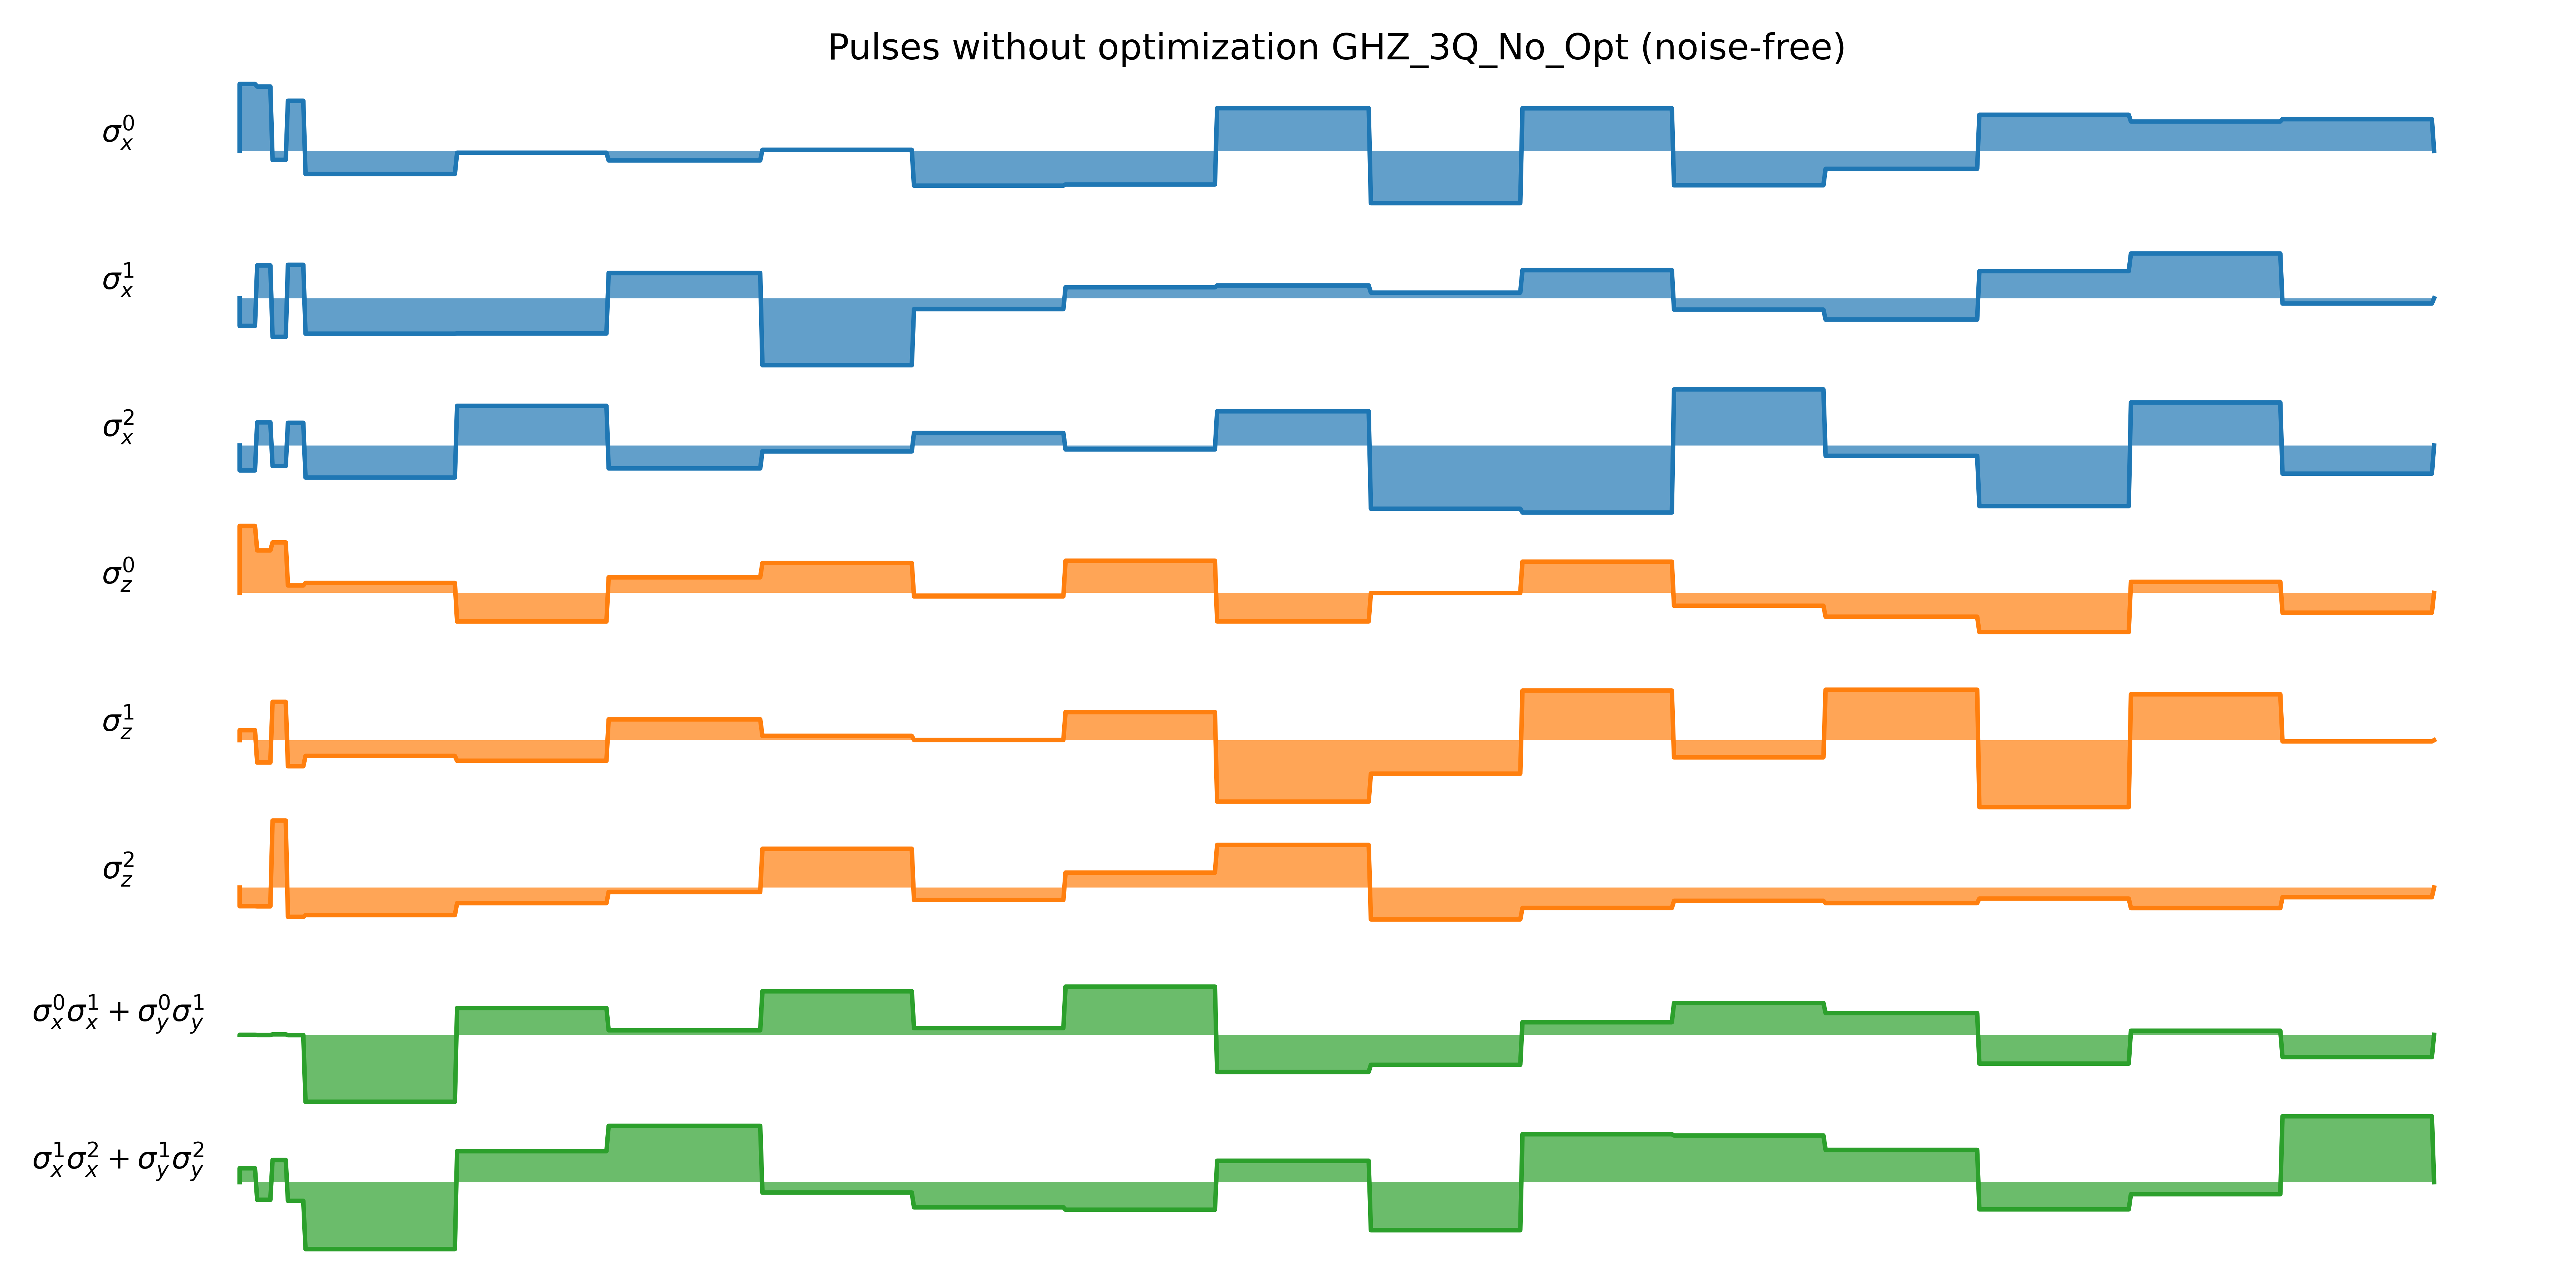 Pulses without optimization GHZ_3Q_No_Opt (noise-free)
σ_x^0
σ_x^1
σ_x^2
σ_z^0
σ_z^1
σ_z^2
σ_x^0σ_x^1 + σ_y^0σ_y^1
σ_x^1σ_x^2 + σ_y^1σ_y^2